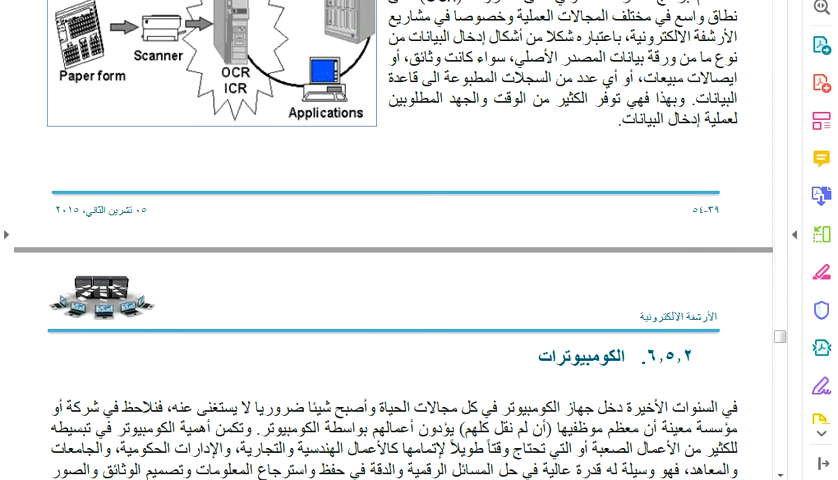 نطاق واسع في مختلف المجالات العملية وخصوصا في مشاريع
الأرشفة الالكترونية، باعتباره شكلا من أشكال إدخال البيانات من
نوع ما من ورقة بيانات المصدر الأصلي، سواء كانت وثائق، أو
ايصالات مبيعات، أو أي عدد من السجلات المطبوعة الى قاعدة
البيانات. وبهذا فهي توفر الكثير من الوقت والجهد المطلوبين
لعملية إدخال البيانات.
Paper form
Scanner
OCR
ICR
Applications
٣٩-٥٤
٠٥ تشرين الثاني، ٢٠١٥
الأرشفة الالكترونية
٦,٥,٢. الكومبيوترات
في السنوات الأخيرة دخل جهاز الكومبيوتر في كل مجالات الحياة وأصبح شيئا ضروريا لا يستغنى عنه، فنلاحظ في شركة أو
مؤسسة معينة أن معظم موظفيها (أن لم نقل كلهم) يؤدون أعمالهم بواسطة الكومبيوتر. وتكمن أهمية الكومبيوتر في تبسيطه
للكثير من الأعمال الصعبة أو التي تحتاج وقتاً طويلاً لإتمامها كالأعمال الهندسية والتجارية، والإدارات الحكومية، والجامعات
والمعاهد، فهو وسيلة له قدرة عالية في حل المسائل الرقمية والدقة في حفظ واسترجاع المعلومات وتصميم الوثائق والصور